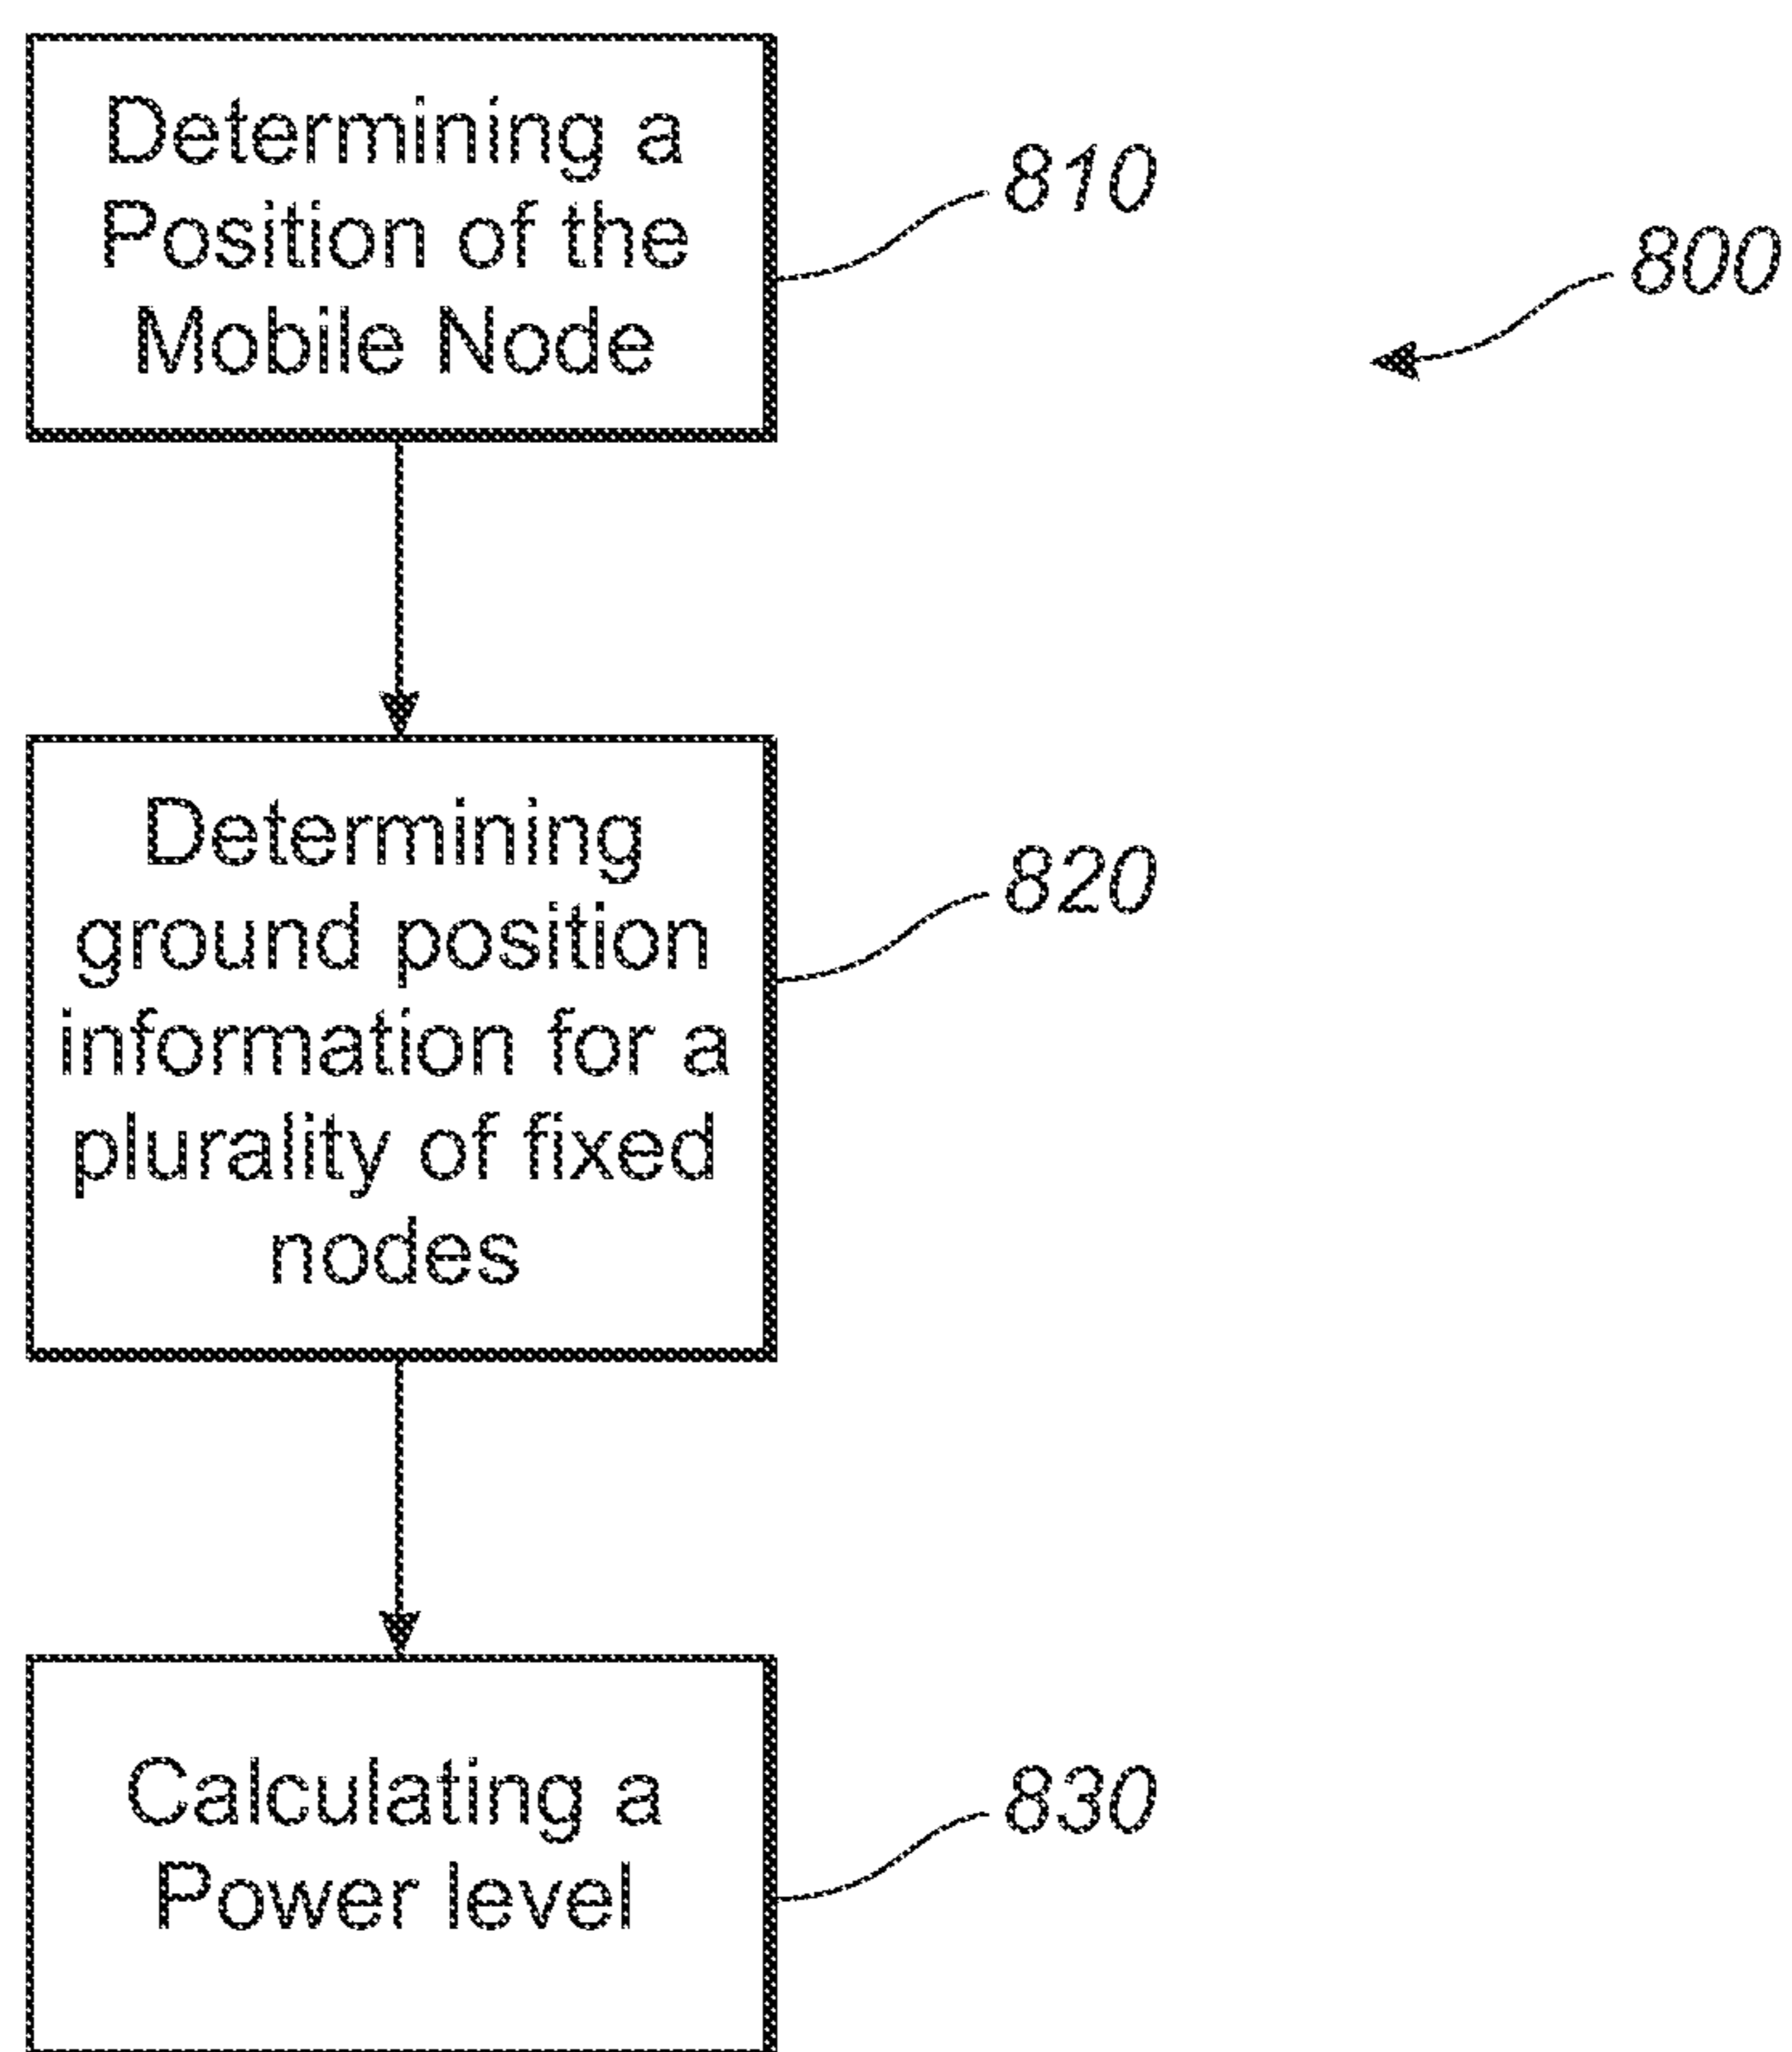 Determining a
Position of the
Mobile Node
810
800
Determining
ground position
information for a
plurality of fixed
nodes
820
Calculating a
Power level
830